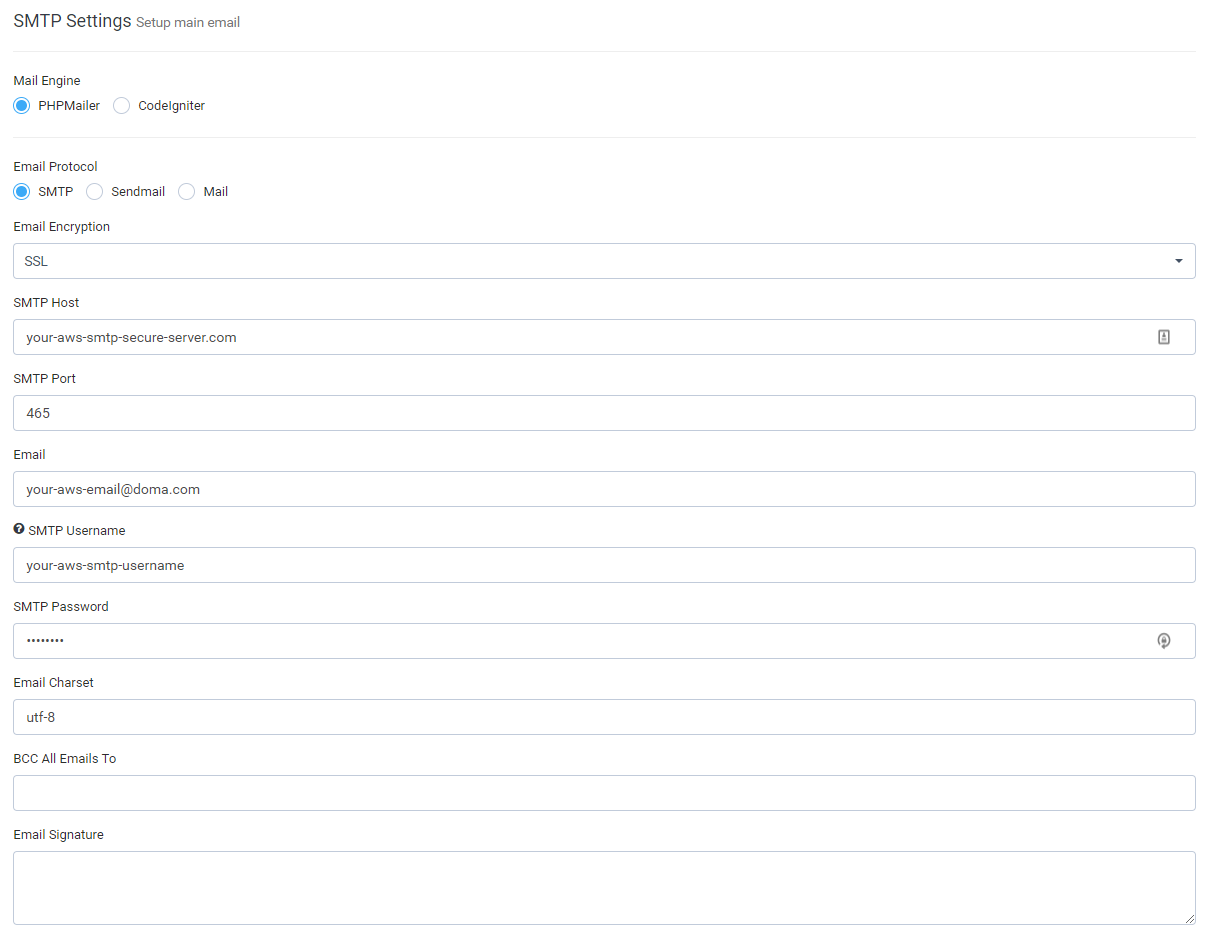 SMTP Settings Setup main email
Mail Engine
PHPMailer CodeIgniter
Email Protocol
SMTP Sendmail Mail
Email Encryption
SSL
SMTP Host
your-aws-smtp-secure-server.com
SMTP Port
465
Email
your-aws-email@doma.com
SMTP Username
your-aws-smtp-username
SMTP Password
••••••••
Email Charset
utf-8
BCC All Emails To
Email Signature